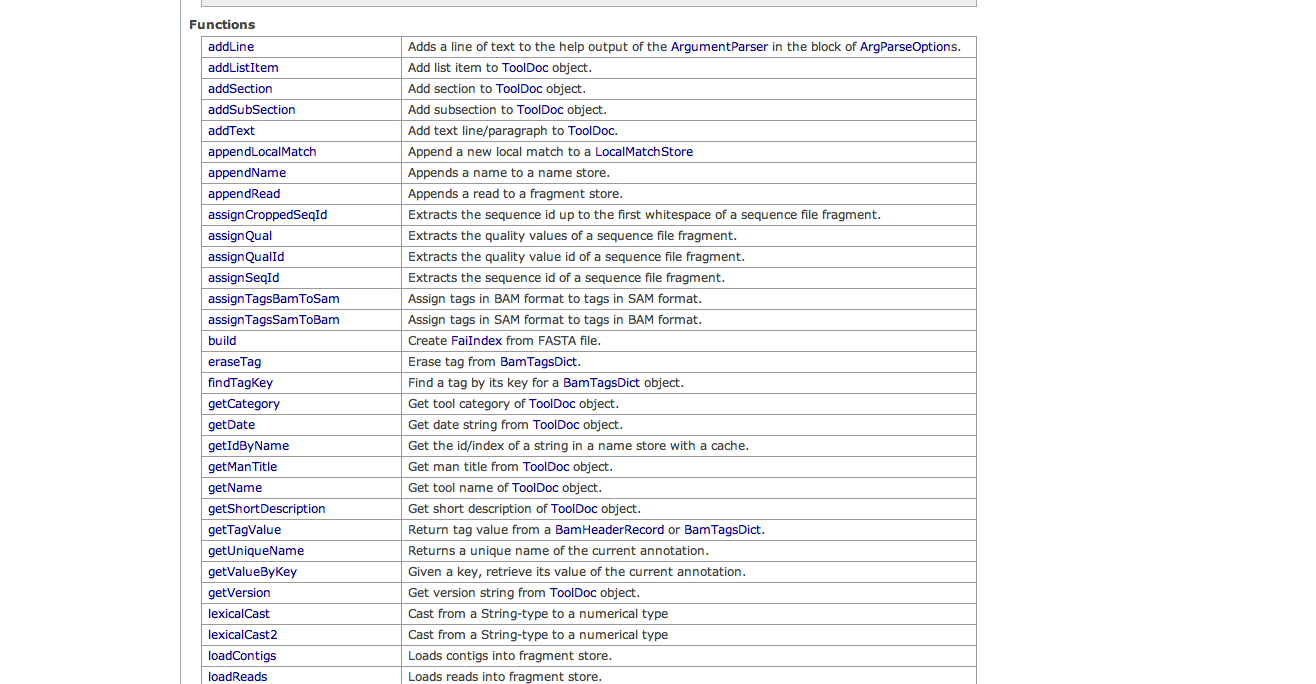 Functions
addLine Adds a line of text to the help output of the ArgumentParser in the block of ArgParseOptions.
addListItem Add list item to ToolDoc object.
addSection Add section to ToolDoc object.
addSubSection Add subsection to ToolDoc object.
addText Add text line/paragraph to ToolDoc.
appendLocalMatch Append a new local match to a LocalMatchStore
appendName Appends a name to a name store.
appendRead Appends a read to a fragment store.
assignCroppedSeqId Extracts the sequence id up to the first whitespace of a sequence file fragment.
assignQual Extracts the quality values of a sequence file fragment.
assignQualId Extracts the quality value id of a sequence file fragment.
assignSeqId Extracts the sequence id of a sequence file fragment.
assignTagsBamToSam Assign tags in BAM format to tags in SAM format.
assignTagsSamToBam Assign tags in SAM format to tags in BAM format.
build Create FaiIndex from FASTA file.
eraseTag Erase tag from BamTagsDict.
findTagKey Find a tag by its key for a BamTagsDict object.
getCategory Get tool category of ToolDoc object.
getDate Get date string from ToolDoc object.
getIdByName Get the id/index of a string in a name store with a cache.
getManTitle Get man title from ToolDoc object.
getName Get tool name of ToolDoc object.
getShortDescription Get short description of ToolDoc object.
getTagValue Return tag value from a BamHeaderRecord or BamTagsDict.
getUniqueName Returns a unique name of the current annotation.
getValueByKey Given a key, retrieve its value of the current annotation.
getVersion Get version string from ToolDoc object.
lexicalCast Cast from a String-type to a numerical type
lexicalCast2 Cast from a String-type to a numerical type
loadContigs Loads contigs into fragment store.
loadReads Loads reads into fragment store.